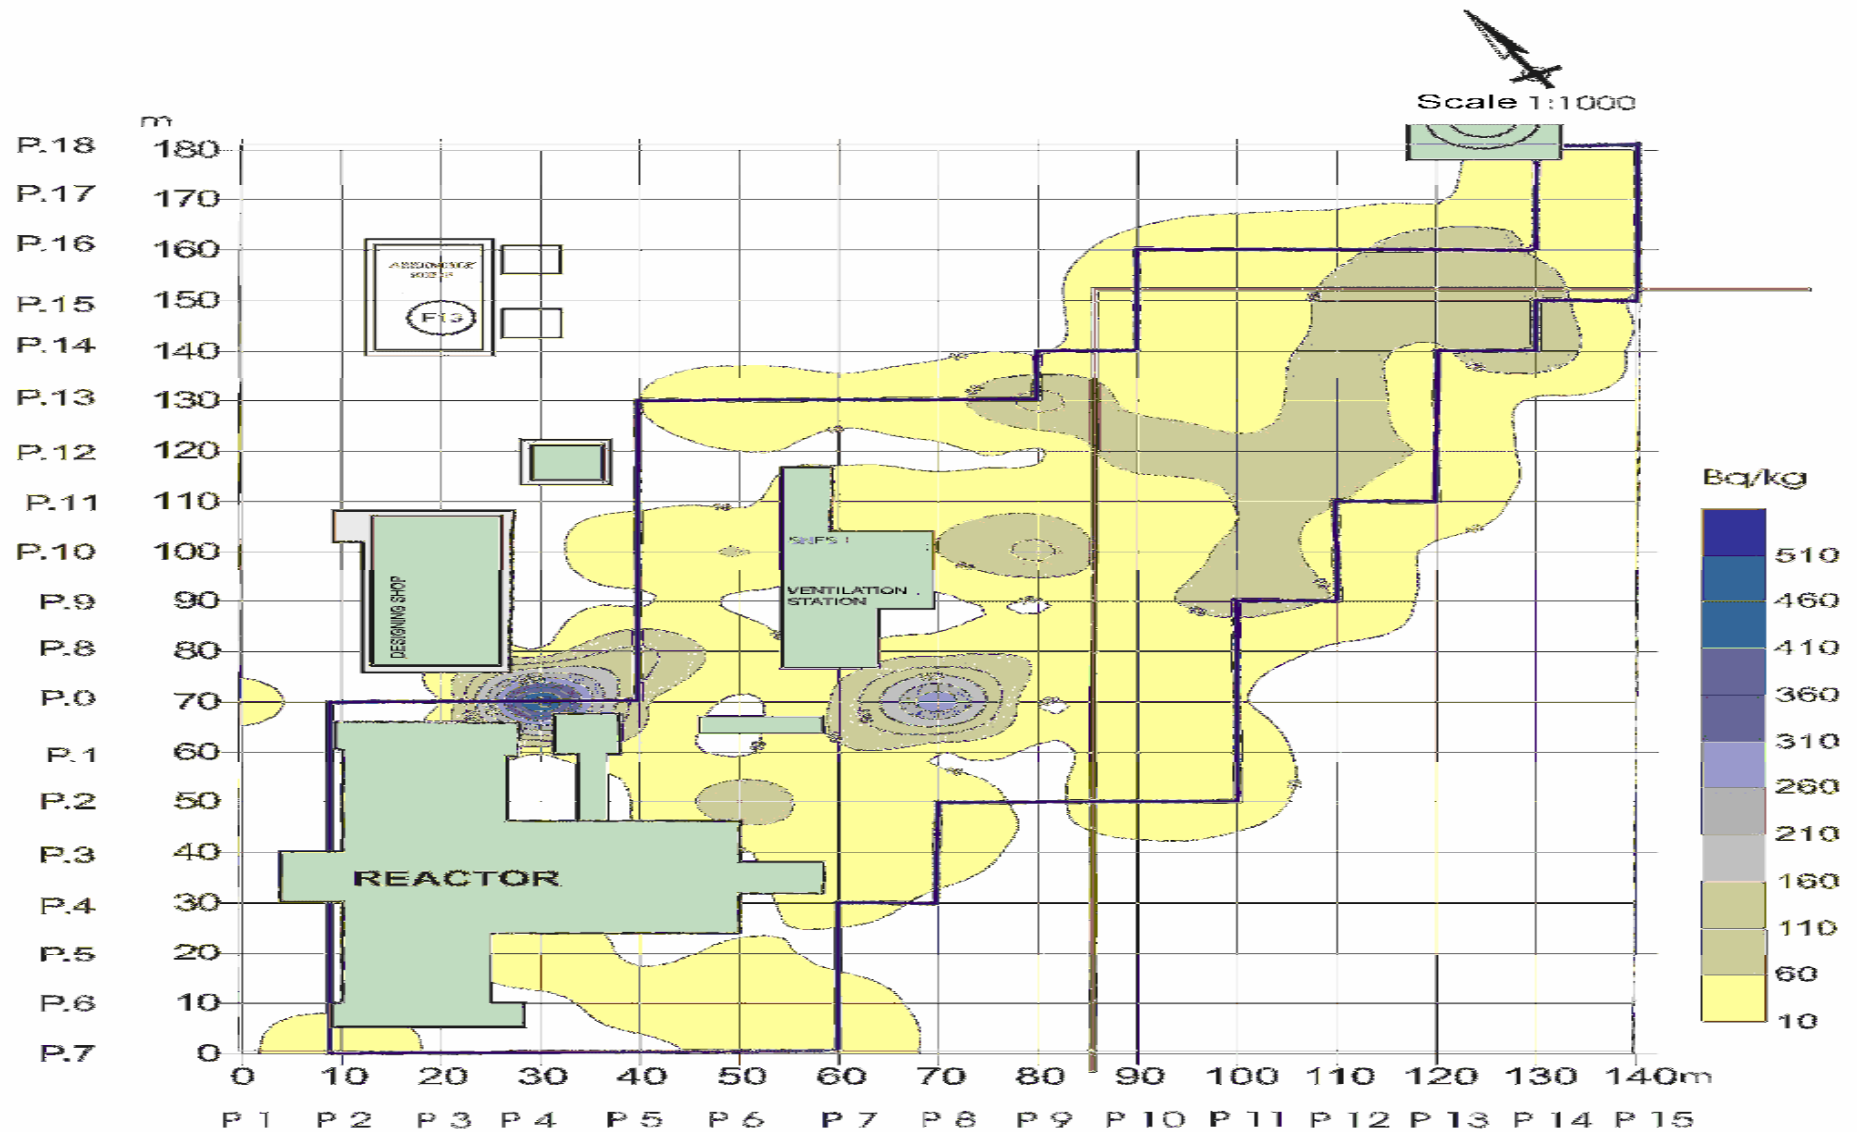 Scale 1:1000
m
P.18 180
P.17 170
P.16 160
P.15 150
P.14 140
P.13 130
P.12 120
P.11 110
P.10 100
P.9 90
P.8 80
P.0 70
P.1 60
P.2 50
P.3 40
P.4 30
P.5 20
P.6 10
P.7 0
F13
DESIGNING SHOP
SNFS 1
VENTILATION
STATION
REACTOR
Bq/kg
510
460
410
360
310
260
210
160
110
60
10
0 10 20 30 40 50 60 70 80 90 100 110 120 130 140m
P 1 P 2 P 3 P 4 P 5 P 6 P 7 P 8 P 9 P 10 P 11 P 12 P 13 P 14 P 15